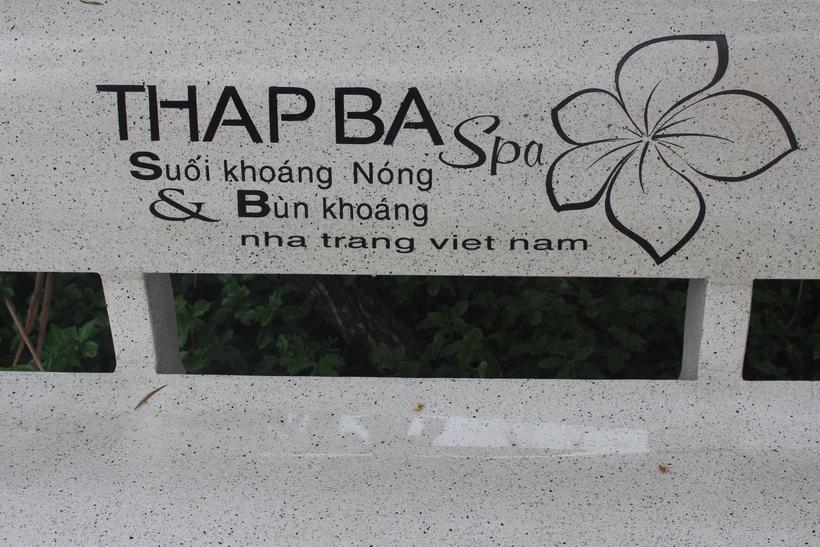 THAP BA Spa
Suối khoáng Nóng
& Bùn khoáng
nha trang viet nam